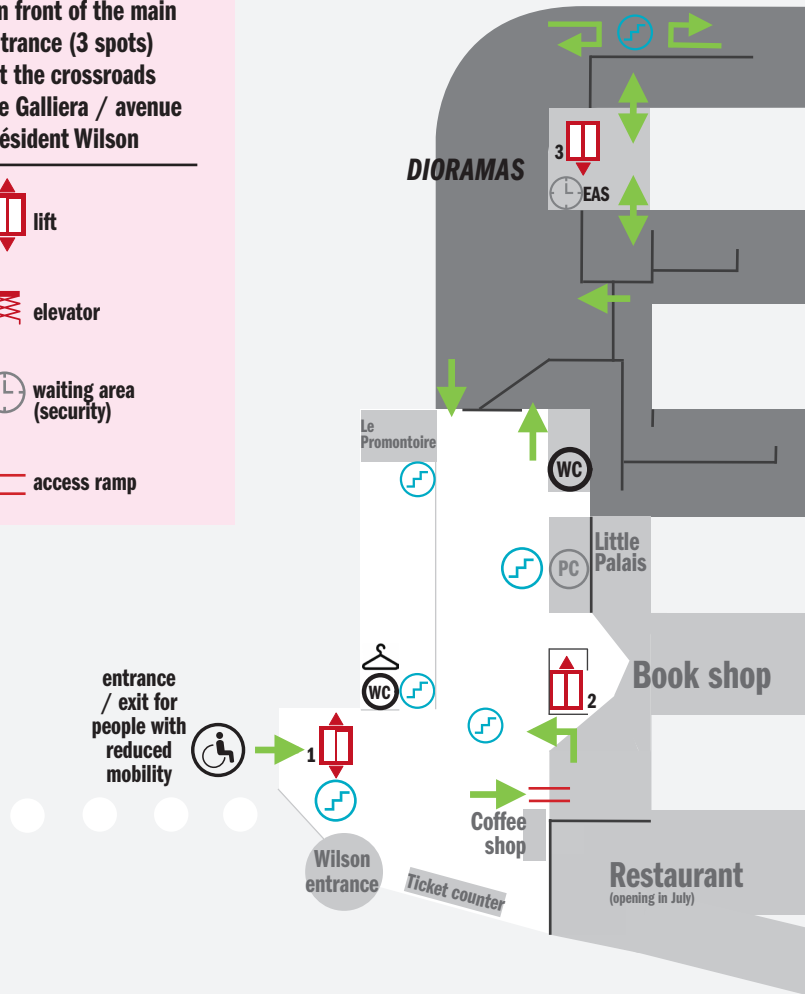 n front of the main
trance (3 spots)
t the crossroads
e Galliera / avenue
ésident Wilson
lift
elevator
waiting area
(security)
access ramp
DIORAMAS
3
EAS
Le
Promontoire
WC
Little
Palais
PC
WC
Book shop
2
entrance
/ exit for
people with
reduced
mobility
1
Coffee
shop
Wilson
entrance
Ticket counter
Restaurant
(opening in July)